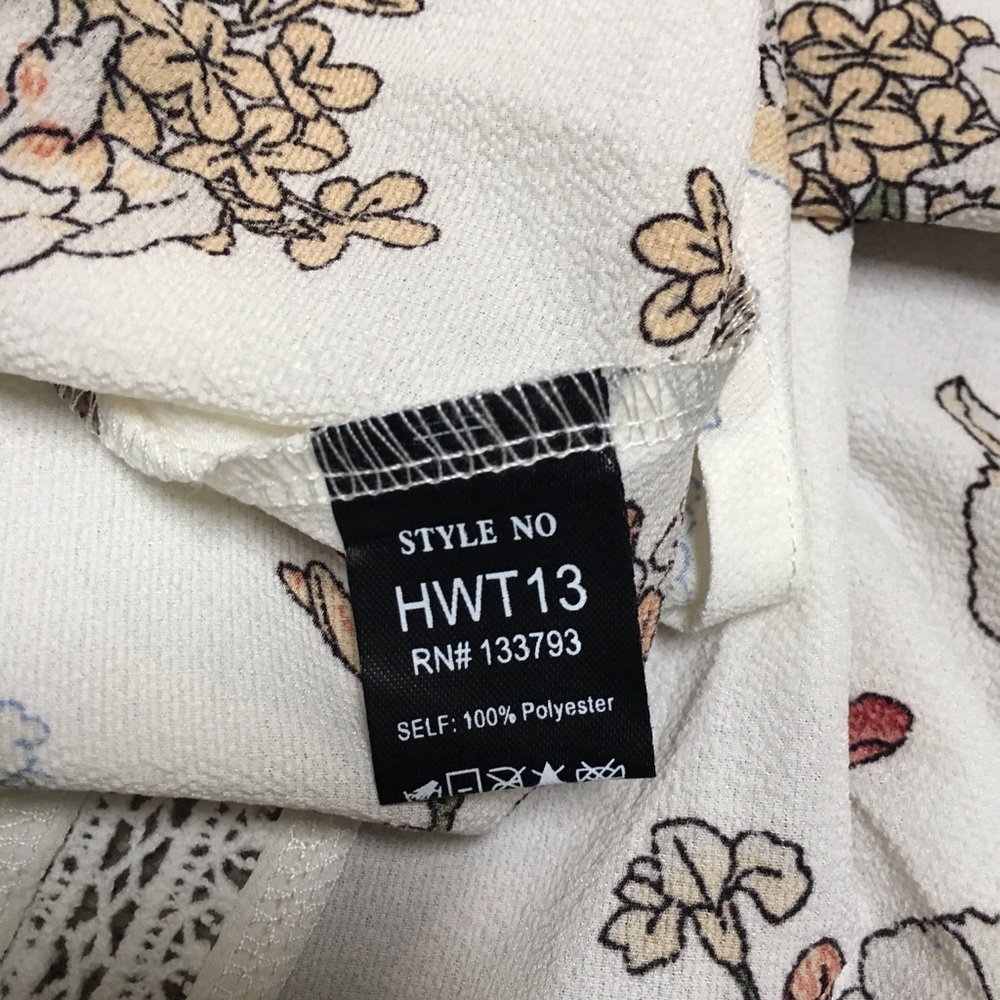 STYLE NO
HWT13
RN# 133793
SELF: 100% Polyester